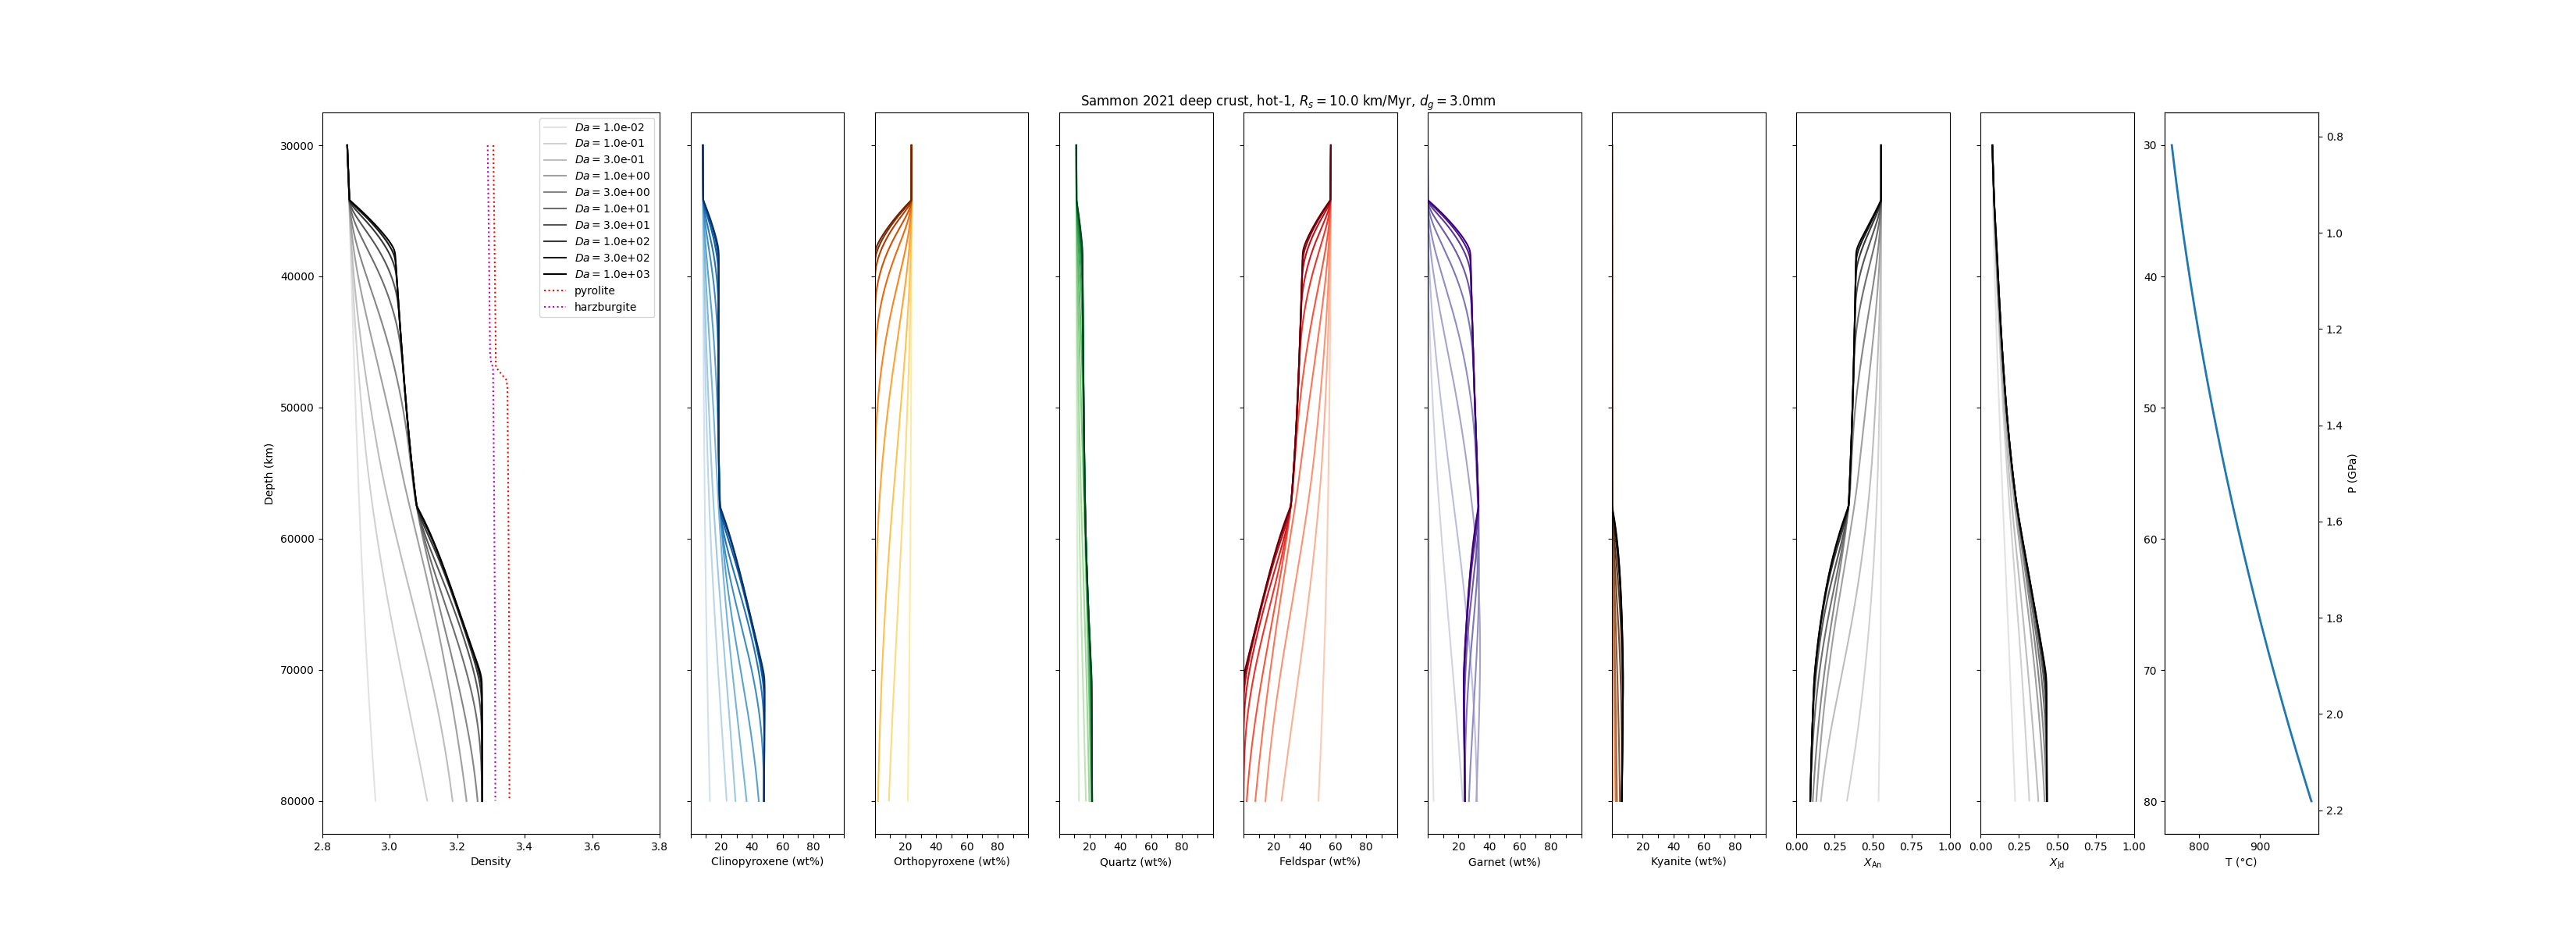 Sammon 2021 deep crust, hot-1, Rs = 10.0 km/Myr, dg = 3.0mm
Da = 1.0e-02
Da = 1.0e-01
Da = 3.0e-01
Da = 1.0e+00
Da = 3.0e+00
Da = 1.0e+01
Da = 3.0e+01
Da = 1.0e+02
Da = 3.0e+02
Da = 1.0e+03
pyrolite
harzburgite
30000
40000
50000
60000
70000
80000
Depth (km)
30
40
50
60
70
80
0.8
1.0
1.2
1.4
1.6
1.8
2.0
2.2
P (GPa)
2.8 3.0 3.2 3.4 3.6 3.8
Density
20 40 60 80
Clinopyroxene (wt%)
20 40 60 80
Orthopyroxene (wt%)
20 40 60 80
Quartz (wt%)
20 40 60 80
Feldspar (wt%)
20 40 60 80
Garnet (wt%)
20 40 60 80
Kyanite (wt%)
0.00 0.25 0.50 0.75 1.00
XAn
0.00 0.25 0.50 0.75 1.00
XJd
800 900
T (°C)